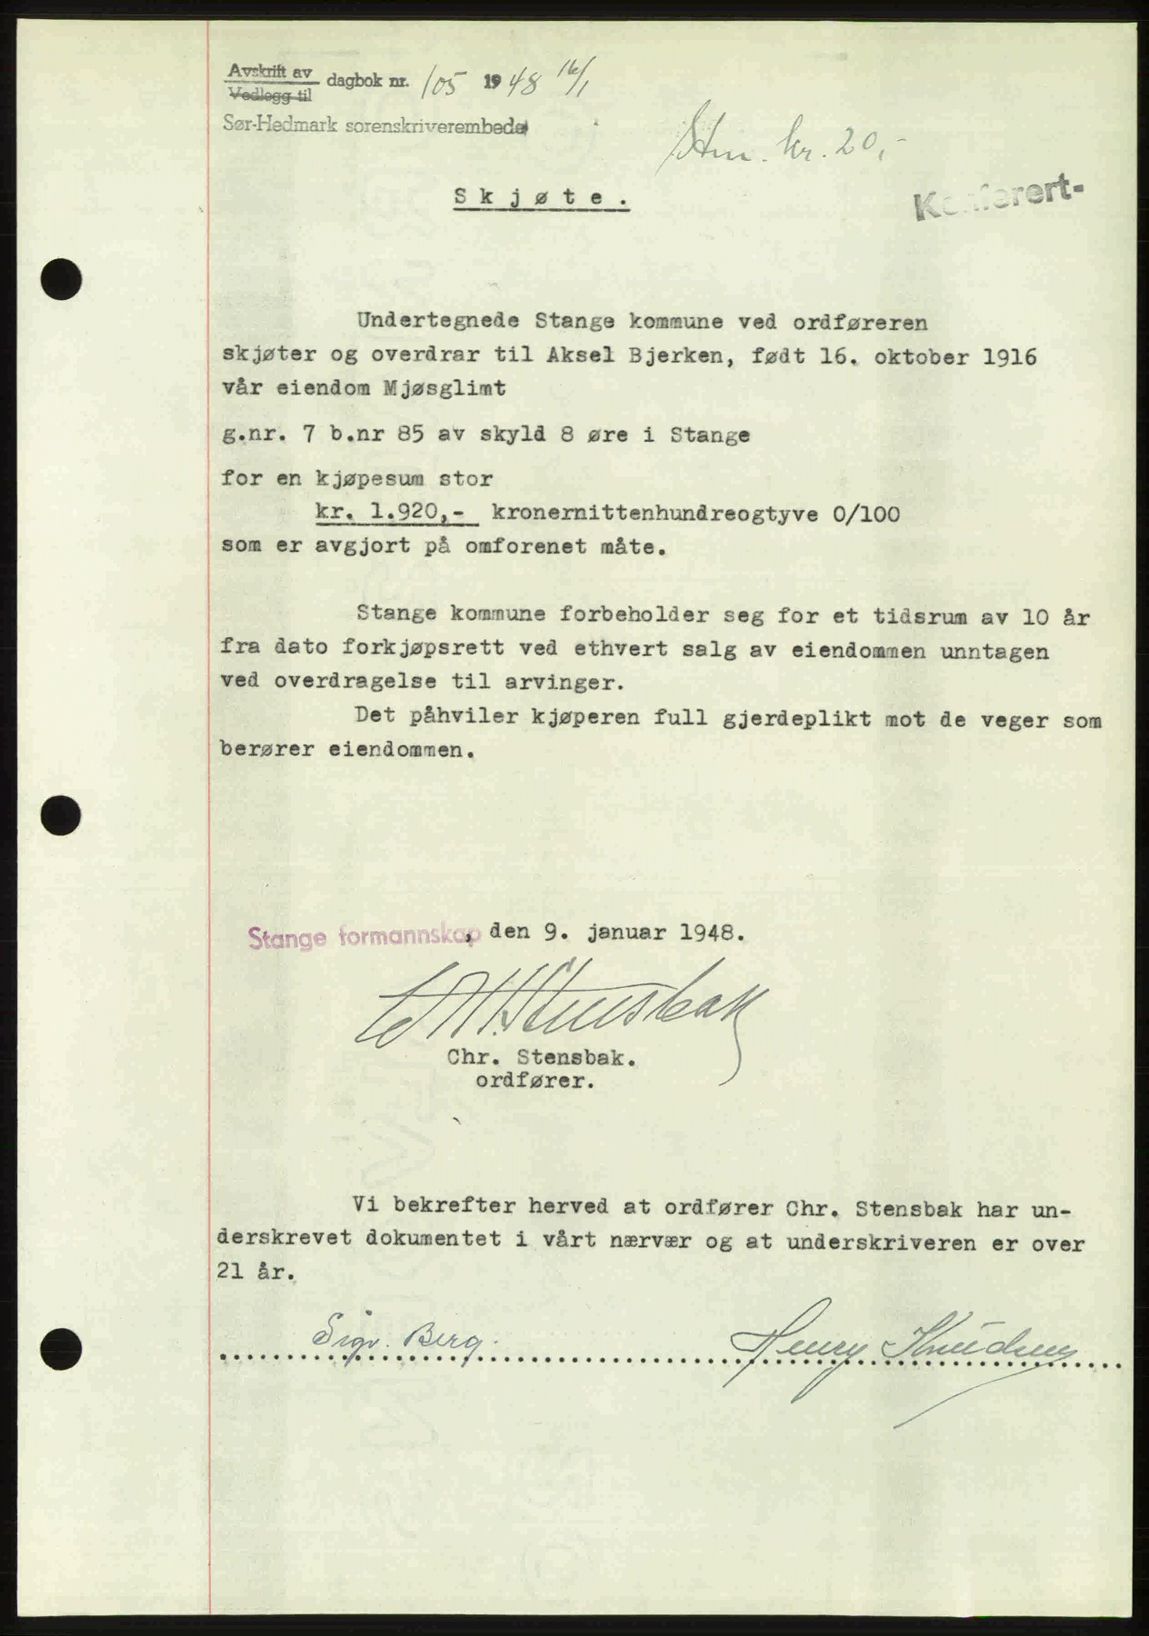 Avskrift av
Vedlegg til
dagbok nr. 105 1948 16/1
Sør-Hedmark sorenskriverembede
Stm. kr. 20,-
Konferert-
Skjøte.
Undertegnede Stange kommune ved ordføreren
skjøter og overdrar til Aksel Bjerken, født 16. oktober 1916
vår eiendom Mjøsglimt
g.nr. 7 b.nr 85 av skyld 8 øre i Stange
for en kjøpesum stor
kr. 1.920,- kronernittenhundreogtyve 0/100
som er avgjort på omforenet måte.
Stange kommune forbeholder seg for et tidsrum av 10 år
fra dato forkjøpsrett ved ethvert salg av eiendommen unntagen
ved overdragelse til arvinger.
Det påhviler kjøperen full gjerdeplikt mot de veger som
berører eiendommen.
Stange formannskap, den 9. januar 1948.
Chr. Stensbak
Chr. Stensbak.
ordfører.
Vi bekrefter herved at ordfører Chr. Stensbak har un-
derskrevet dokumentet i vårt nærvær og at underskriveren er over
21 år.
Sigv. Berg. Henry Knudsen